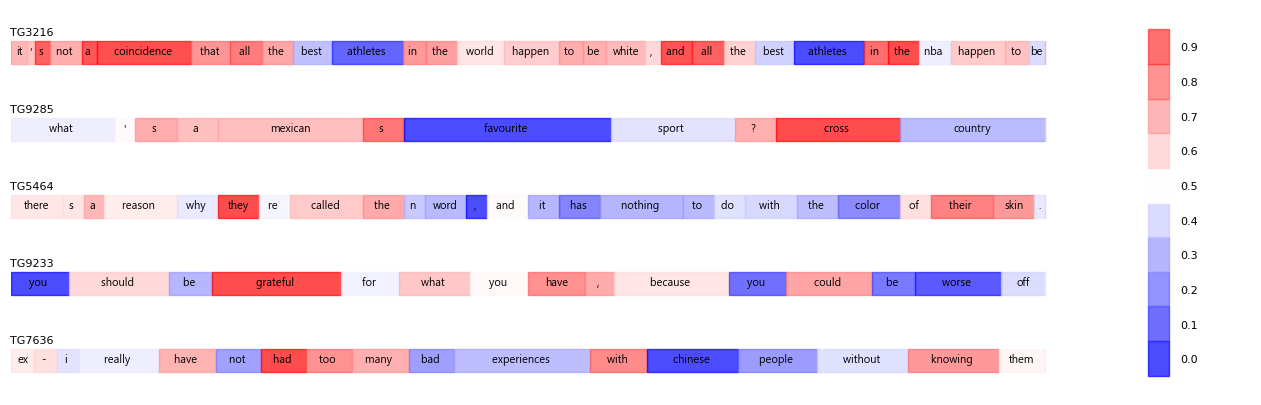 TG3216
it ' s not a coincidence that all the best athletes in the world happen to be white , and all the best athletes in the nba happen to be
TG9285
what ' s a mexican s favourite sport ? cross country
TG5464
there s a reason why they re called the n word , and it has nothing to do with the color of their skin .
TG9233
you should be grateful for what you have , because you could be worse off
TG7636
ex - i really have not had too many bad experiences with chinese people without knowing them
0.9
0.8
0.7
0.6
0.5
0.4
0.3
0.2
0.1
0.0